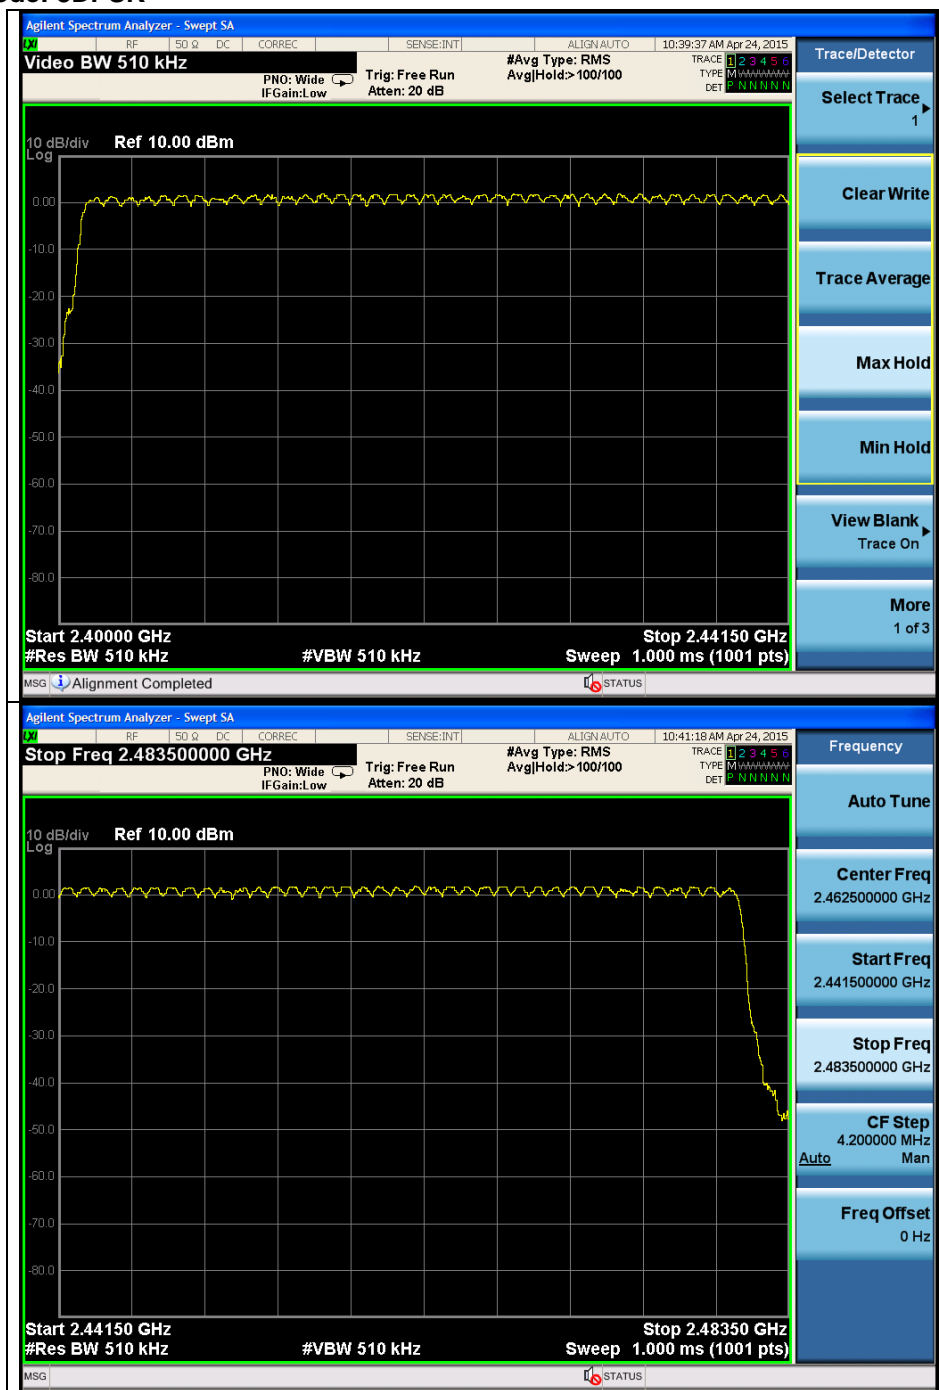 Agilent Spectrum Analyzer - Swept SA
LXI RF 50 Ω DC CORREC SENSE:INT ALIGNAUTO 10:39:37 AM Apr 24, 2015
Video BW 510 kHz
#Avg Type: RMS
TRACE 1 2 3 4 5 6
PNO: Wide
Trig: Free Run
Avg|Hold:>100/100
TYPE M WWWWW
IFGain:Low
Atten: 20 dB
DET P N N N N N
Trace/Detector
Select Trace
1
10 dB/div Ref 10.00 dBm
Log
0.00
-10.0
-20.0
-30.0
-40.0
-50.0
-60.0
-70.0
-80.0
Clear Write
Trace Average
Max Hold
Min Hold
View Blank
Trace On
More
1 of 3
Start 2.40000 GHz Stop 2.44150 GHz
#Res BW 510 kHz #VBW 510 kHz Sweep 1.000 ms (1001 pts)
MSG Alignment Completed STATUS
Agilent Spectrum Analyzer - Swept SA
LXI RF 50 Ω DC CORREC SENSE:INT ALIGNAUTO 10:41:18 AM Apr 24, 2015
Stop Freq 2.483500000 GHz
#Avg Type: RMS
TRACE 1 2 3 4 5 6
PNO: Wide
Trig: Free Run
Avg|Hold:>100/100
TYPE M WWWWW
IFGain:Low
Atten: 20 dB
DET P N N N N N
Frequency
Auto Tune
10 dB/div Ref 10.00 dBm
Log
0.00
-10.0
-20.0
-30.0
-40.0
-50.0
-60.0
-70.0
-80.0
Center Freq
2.462500000 GHz
Start Freq
2.441500000 GHz
Stop Freq
2.483500000 GHz
CF Step
4.200000 MHz
Auto Man
Freq Offset
0 Hz
Start 2.44150 GHz Stop 2.48350 GHz
#Res BW 510 kHz #VBW 510 kHz Sweep 1.000 ms (1001 pts)
MSG STATUS